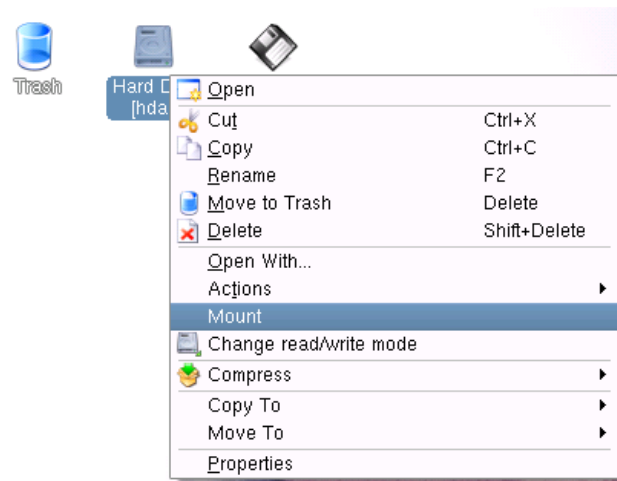 Trash
Hard D
[hda
Open
Cut Ctrl+X
Copy Ctrl+C
Rename F2
Move to Trash Delete
Delete Shift+Delete
Open With...
Actions
Mount
Change read/write mode
Compress
Copy To
Move To
Properties